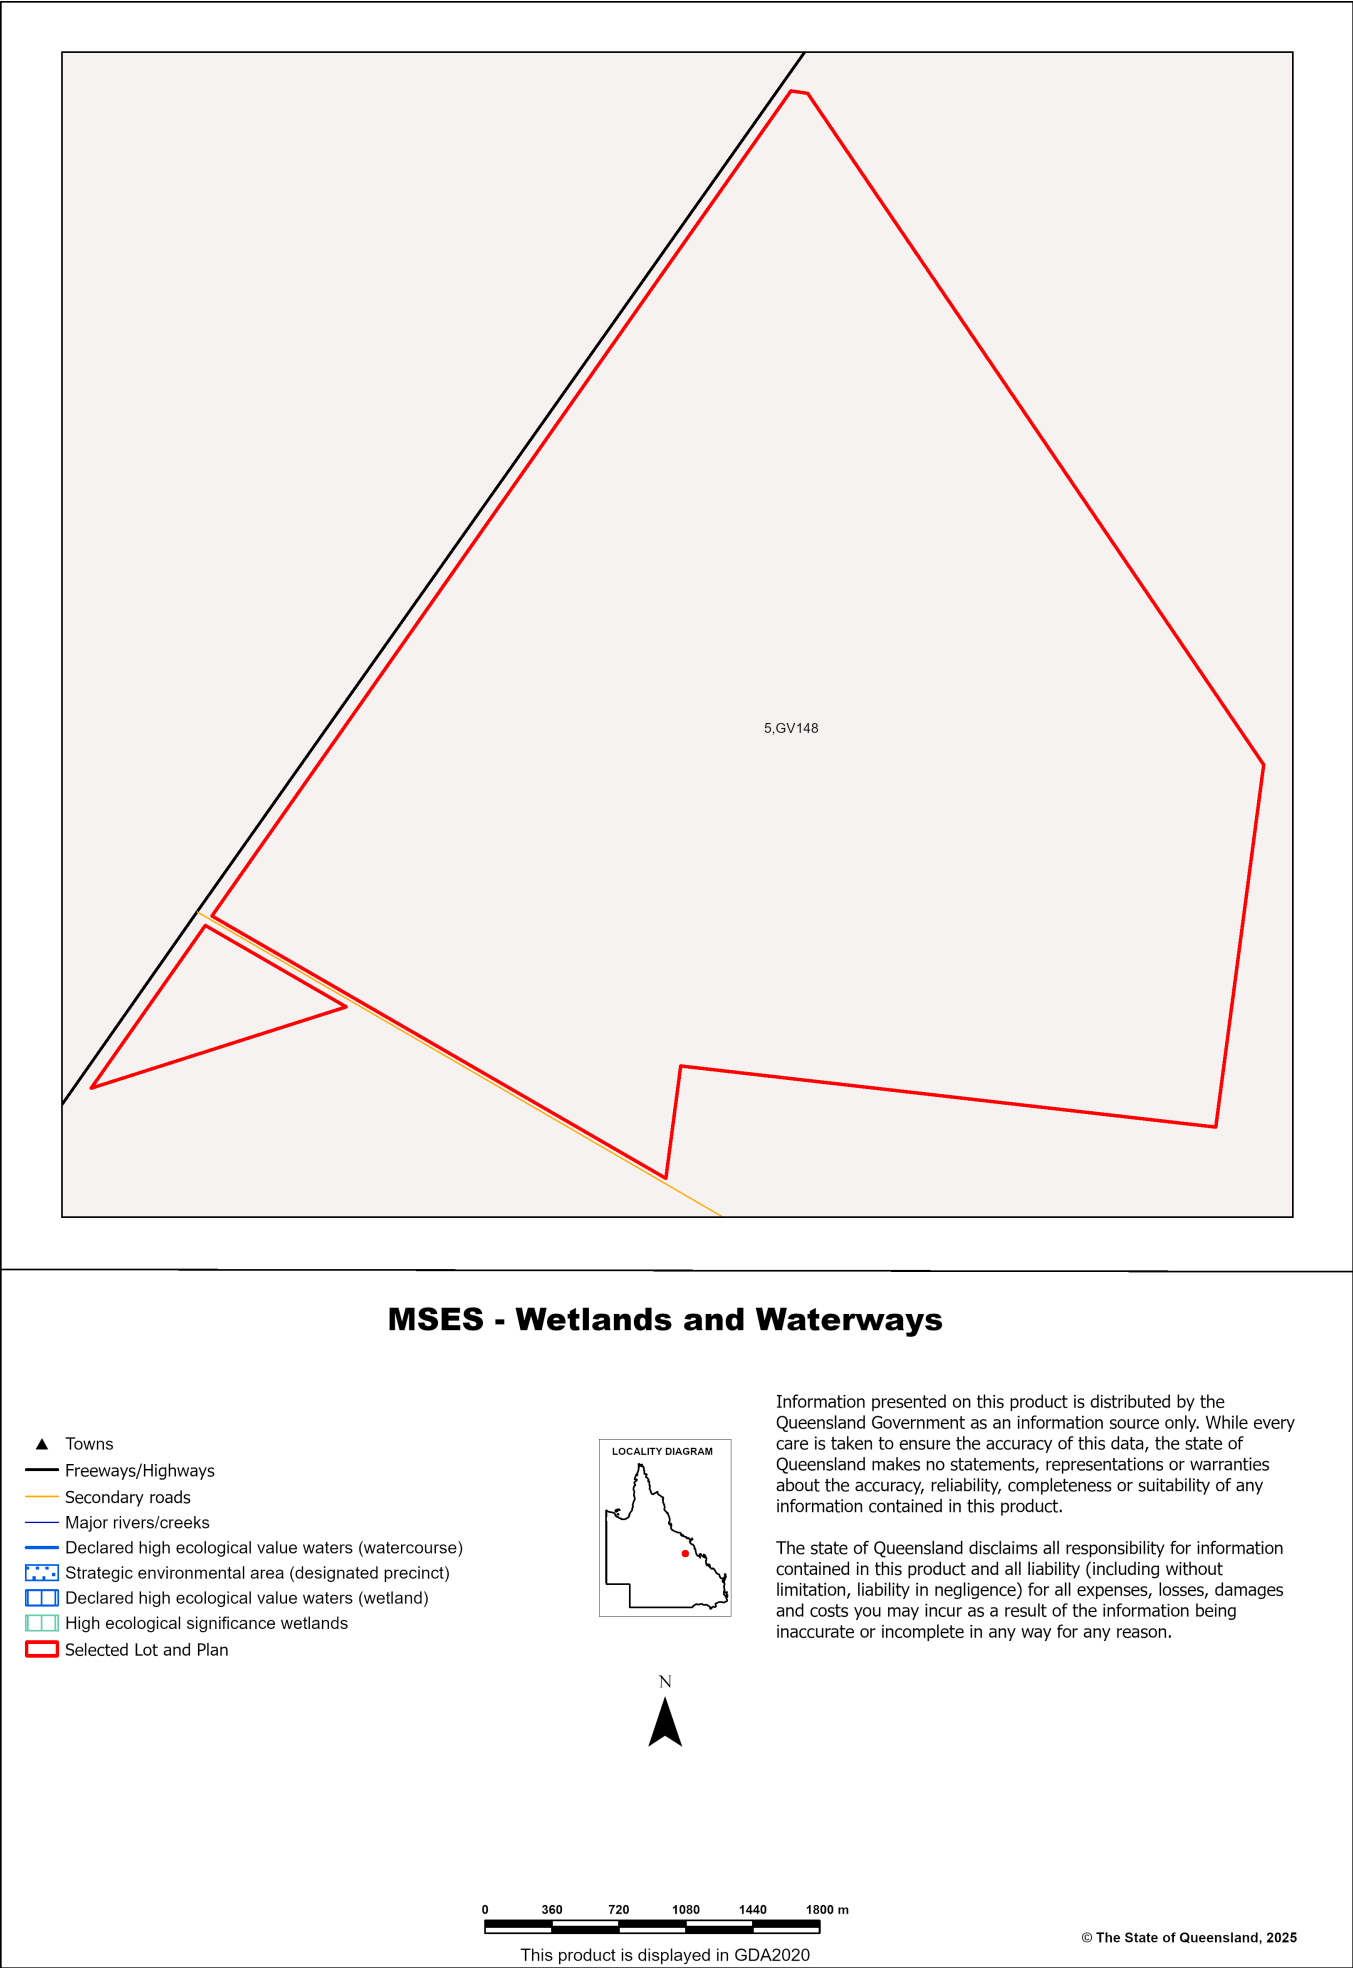 5,GV148
MSES - Wetlands and Waterways
Towns
Freeways/Highways
Secondary roads
Major rivers/creeks
Declared high ecological value waters (watercourse)
Strategic environmental area (designated precinct)
Declared high ecological value waters (wetland)
High ecological significance wetlands
Selected Lot and Plan
LOCALITY DIAGRAM
N
Information presented on this product is distributed by the
Queensland Government as an information source only. While every
care is taken to ensure the accuracy of this data, the state of
Queensland makes no statements, representations or warranties
about the accuracy, reliability, completeness or suitability of any
information contained in this product.
The state of Queensland disclaims all responsibility for information
contained in this product and all liability (including without
limitation, liability in negligence) for all expenses, losses, damages
and costs you may incur as a result of the information being
inaccurate or incomplete in any way for any reason.
0 360 720 1080 1440 1800 m
This product is displayed in GDA2020
© The State of Queensland, 2025